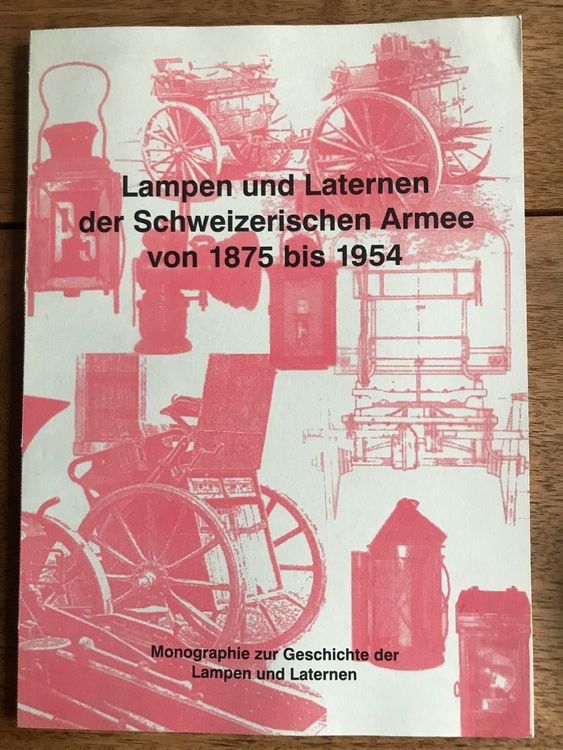 Lampen und Laternen
der Schweizerischen Armee
von 1875 bis 1954
Monographie zur Geschichte der
Lampen und Laternen